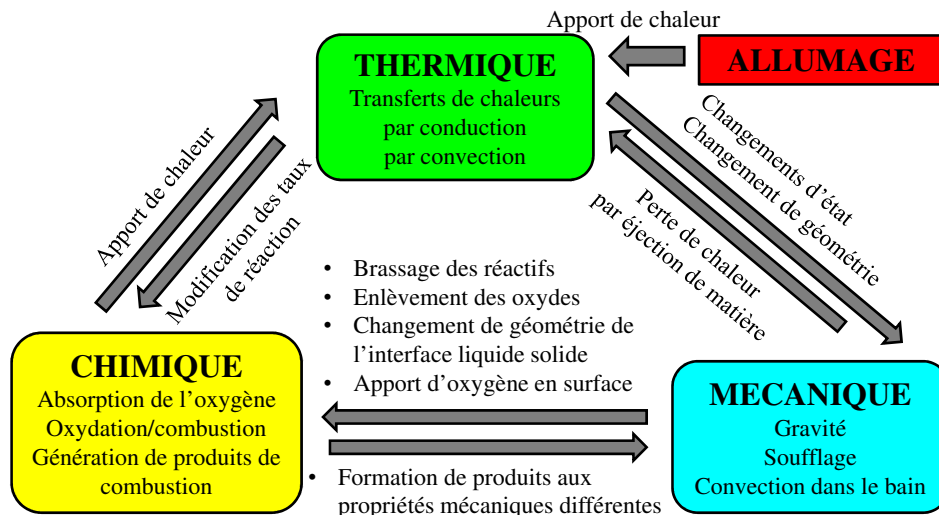 Apport de chaleur
ALLUMAGE
THERMIQUE
Transferts de chaleurs
par conduction
par convection
Changements d'état
Changement de géométrie
Perte de chaleur
par éjection de matière
Apport de chaleur
Modification des taux
de réaction
• Brassage des réactifs
• Enlèvement des oxydes
• Changement de géométrie de
l'interface liquide solide
• Apport d'oxygène en surface
CHIMIQUE
Absorption de l'oxygène
Oxydation/combustion
Génération de produits de
combustion
MECANIQUE
Gravité
Soufflage
Convection dans le bain
• Formation de produits aux
propriétés mécaniques différentes